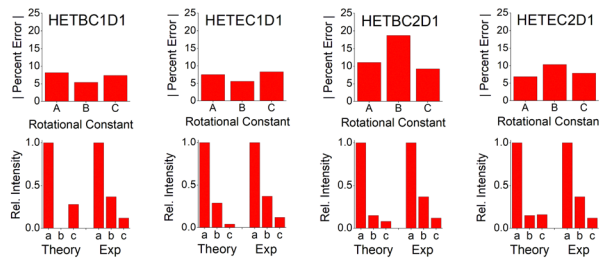 HETBC1D1
HETEC1D1
HETBC2D1
HETEC2D1
| Percent Error |
25
20
15
10
5
0
A B C
Rotational Constant
| Percent Error |
25
20
15
10
5
0
A B C
Rotational Constant
| Percent Error |
25
20
15
10
5
0
A B C
Rotational Constant
| Percent Error |
25
20
15
10
5
0
A B C
Rotational Constant
Rel. Intensity
1.0
0.5
0.0
a b c a b c
Theory Exp
Rel. Intensity
1.0
0.5
0.0
a b c a b c
Theory Exp
Rel. Intensity
1.0
0.5
0.0
a b c a b c
Theory Exp
Rel. Intensity
1.0
0.5
0.0
a b c a b c
Theory Exp